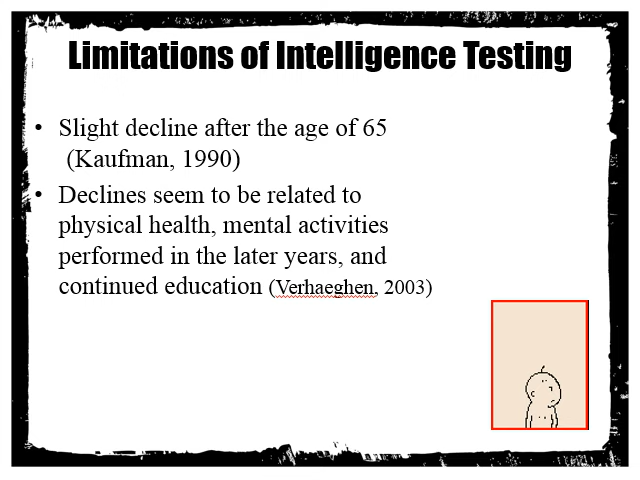 Limitations of Intelligence Testing
• Slight decline after the age of 65
(Kaufman, 1990)
• Declines seem to be related to
physical health, mental activities
performed in the later years, and
continued education (Verhaeghen, 2003)